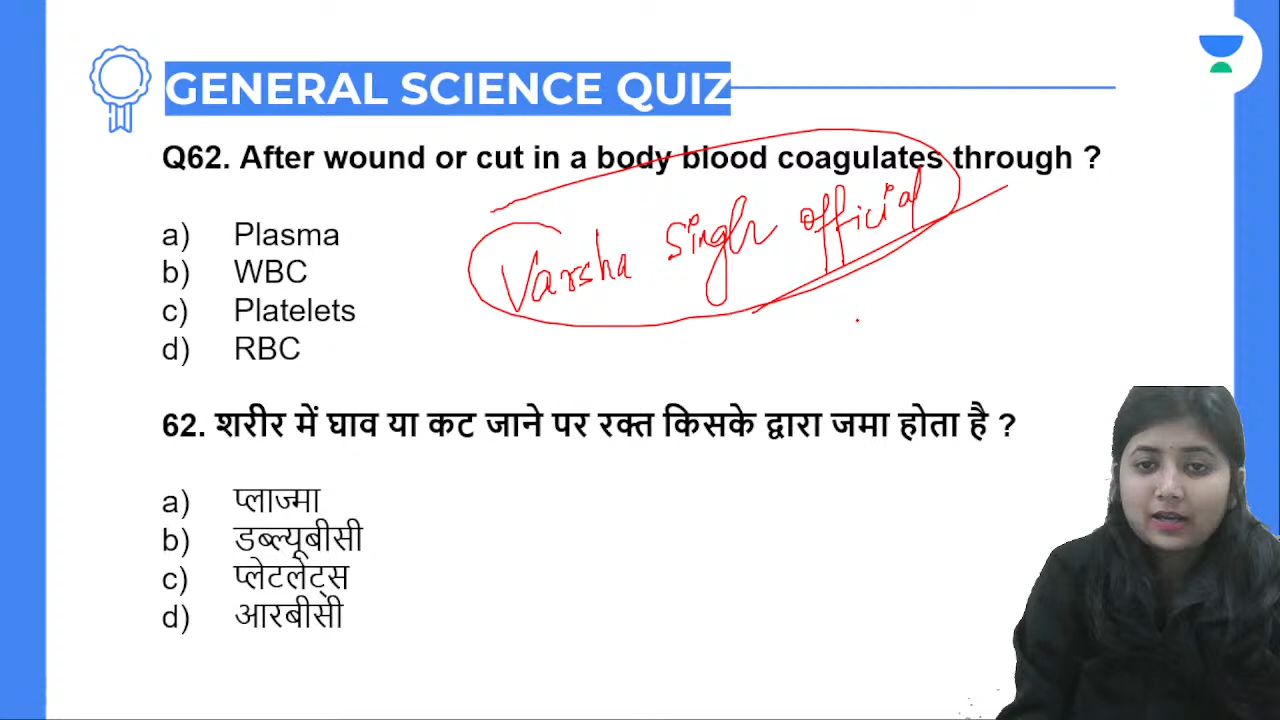 GENERAL SCIENCE QUIZ
Q62. After wound or cut in a body blood coagulates through ?
Varsha Singh Official
a) Plasma
b) WBC
c) Platelets
d) RBC
62. शरीर में घाव या कट जाने पर रक्त किसके द्वारा जमा होता है ?
a) प्लाज्मा
b) डब्ल्यूबीसी
c) प्लेटलेट्स
d) आरबीसी